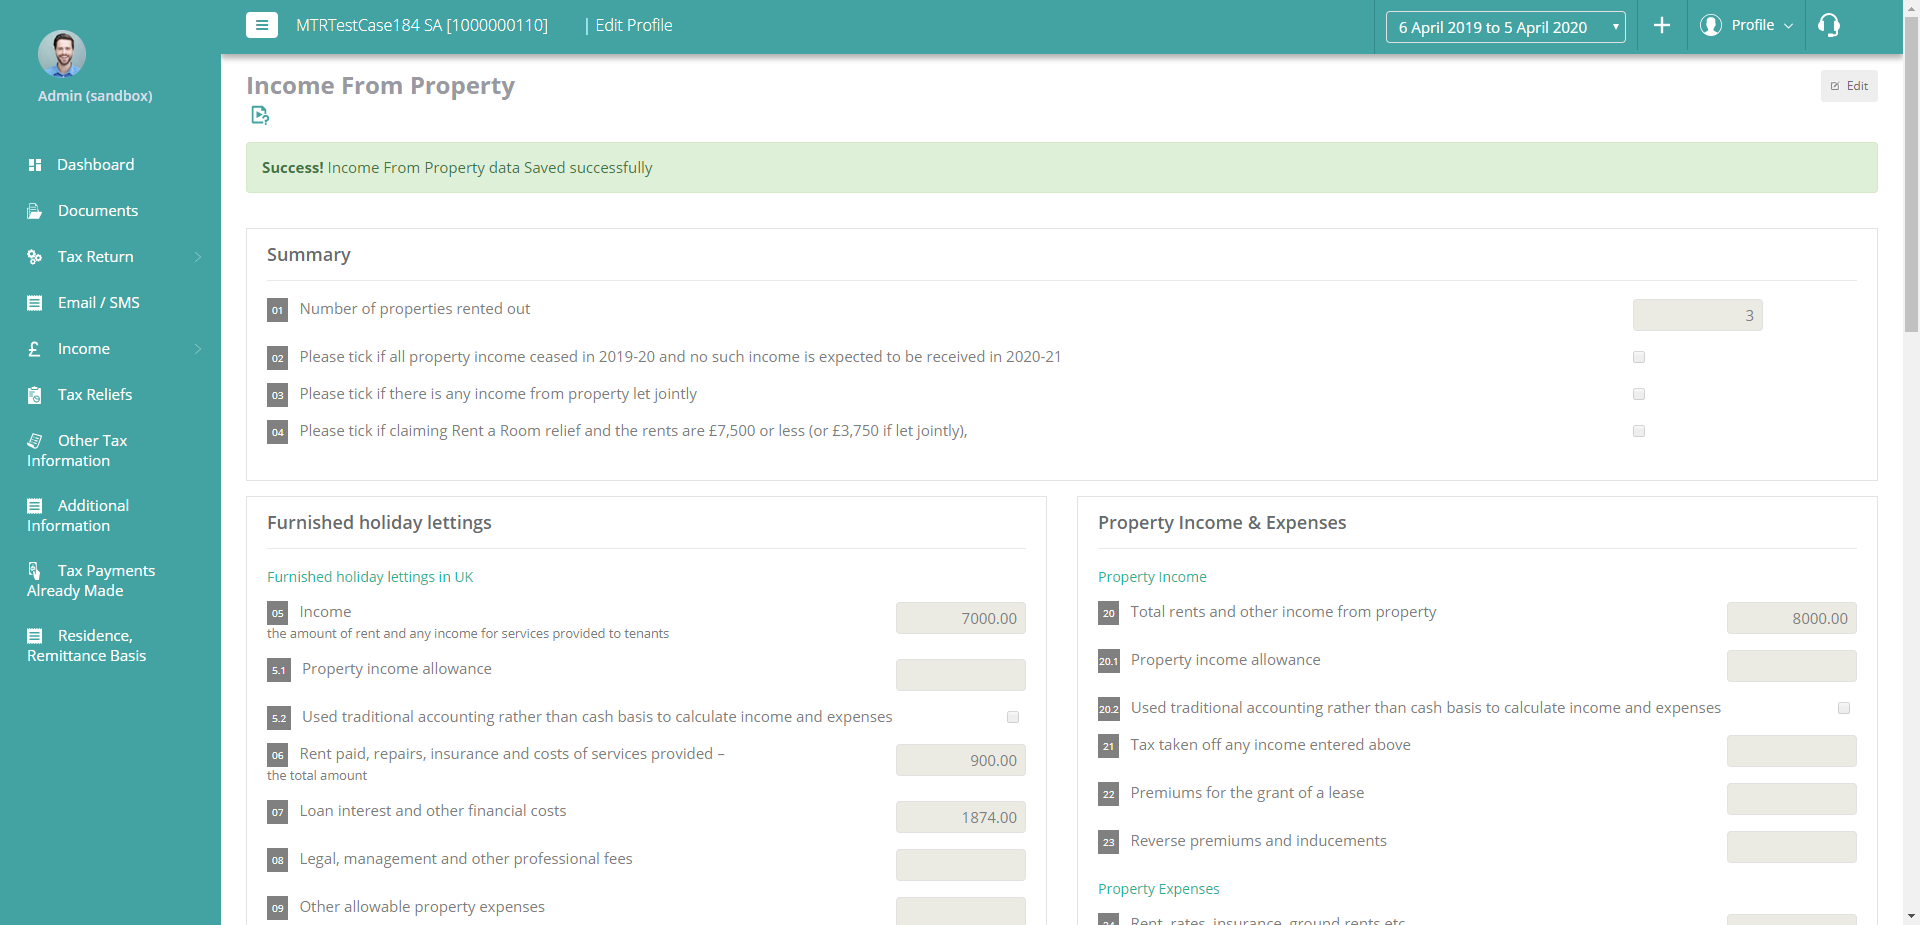 MTRTestCase184 SA [1000000110] | Edit Profile
6 April 2019 to 5 April 2020
Profile
Admin (sandbox)
Dashboard
Documents
Tax Return
Email / SMS
Income
Tax Reliefs
Other Tax
Information
Additional
Information
Tax Payments
Already Made
Residence,
Remittance Basis
Income From Property
Edit
Success! Income From Property data Saved successfully
Summary
01 Number of properties rented out 3
02 Please tick if all property income ceased in 2019-20 and no such income is expected to be received in 2020-21
03 Please tick if there is any income from property let jointly
04 Please tick if claiming Rent a Room relief and the rents are £7,500 or less (or £3,750 if let jointly),
Furnished holiday lettings
Furnished holiday lettings in UK
05 Income 7000.00
the amount of rent and any income for services provided to tenants
5.1 Property income allowance
5.2 Used traditional accounting rather than cash basis to calculate income and expenses
06 Rent paid, repairs, insurance and costs of services provided – 900.00
the total amount
07 Loan interest and other financial costs 1874.00
08 Legal, management and other professional fees
09 Other allowable property expenses
Property Income & Expenses
Property Income
20 Total rents and other income from property 8000.00
20.1 Property income allowance
20.2 Used traditional accounting rather than cash basis to calculate income and expenses
21 Tax taken off any income entered above
22 Premiums for the grant of a lease
23 Reverse premiums and inducements
Property Expenses
24 Rent, rates, insurance, ground rents etc.